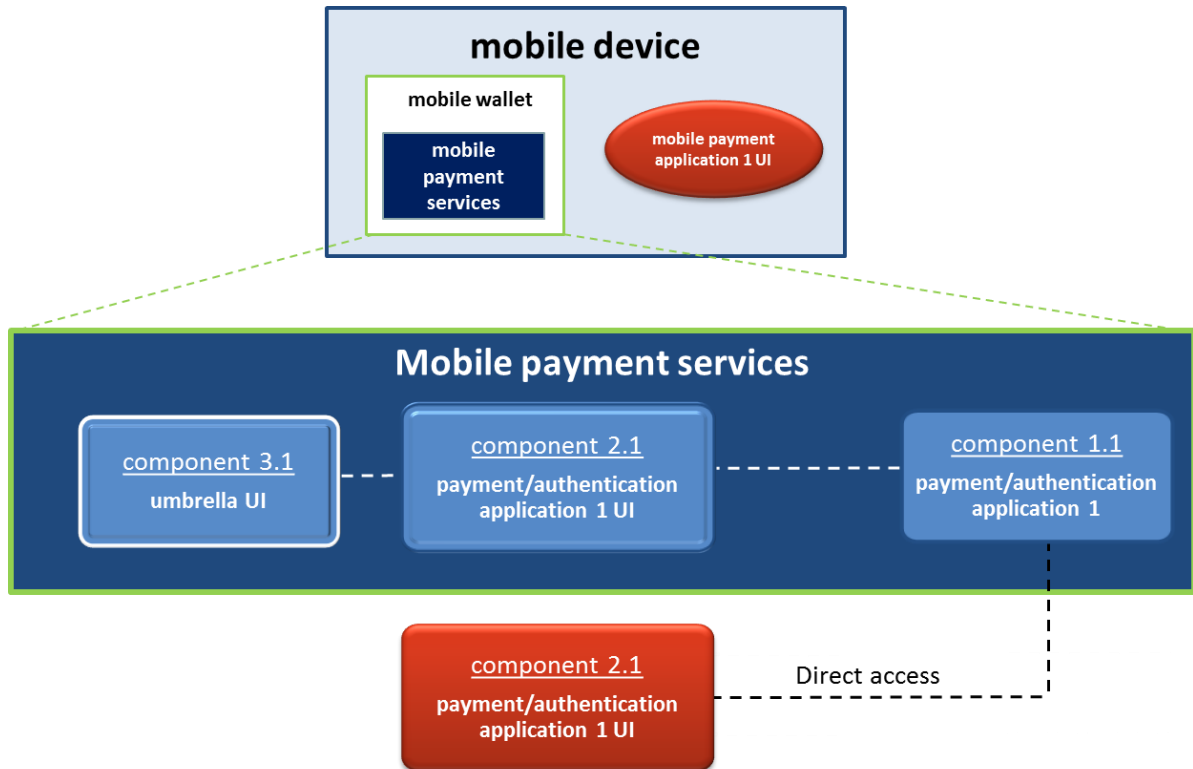 mobile device
mobile wallet
mobile
payment
services
mobile payment
application 1 UI
Mobile payment services
component 3.1
umbrella UI
component 2.1
payment/authentication
application 1 UI
component 1.1
payment/authentication
application 1
component 2.1
payment/authentication
application 1 UI
Direct access